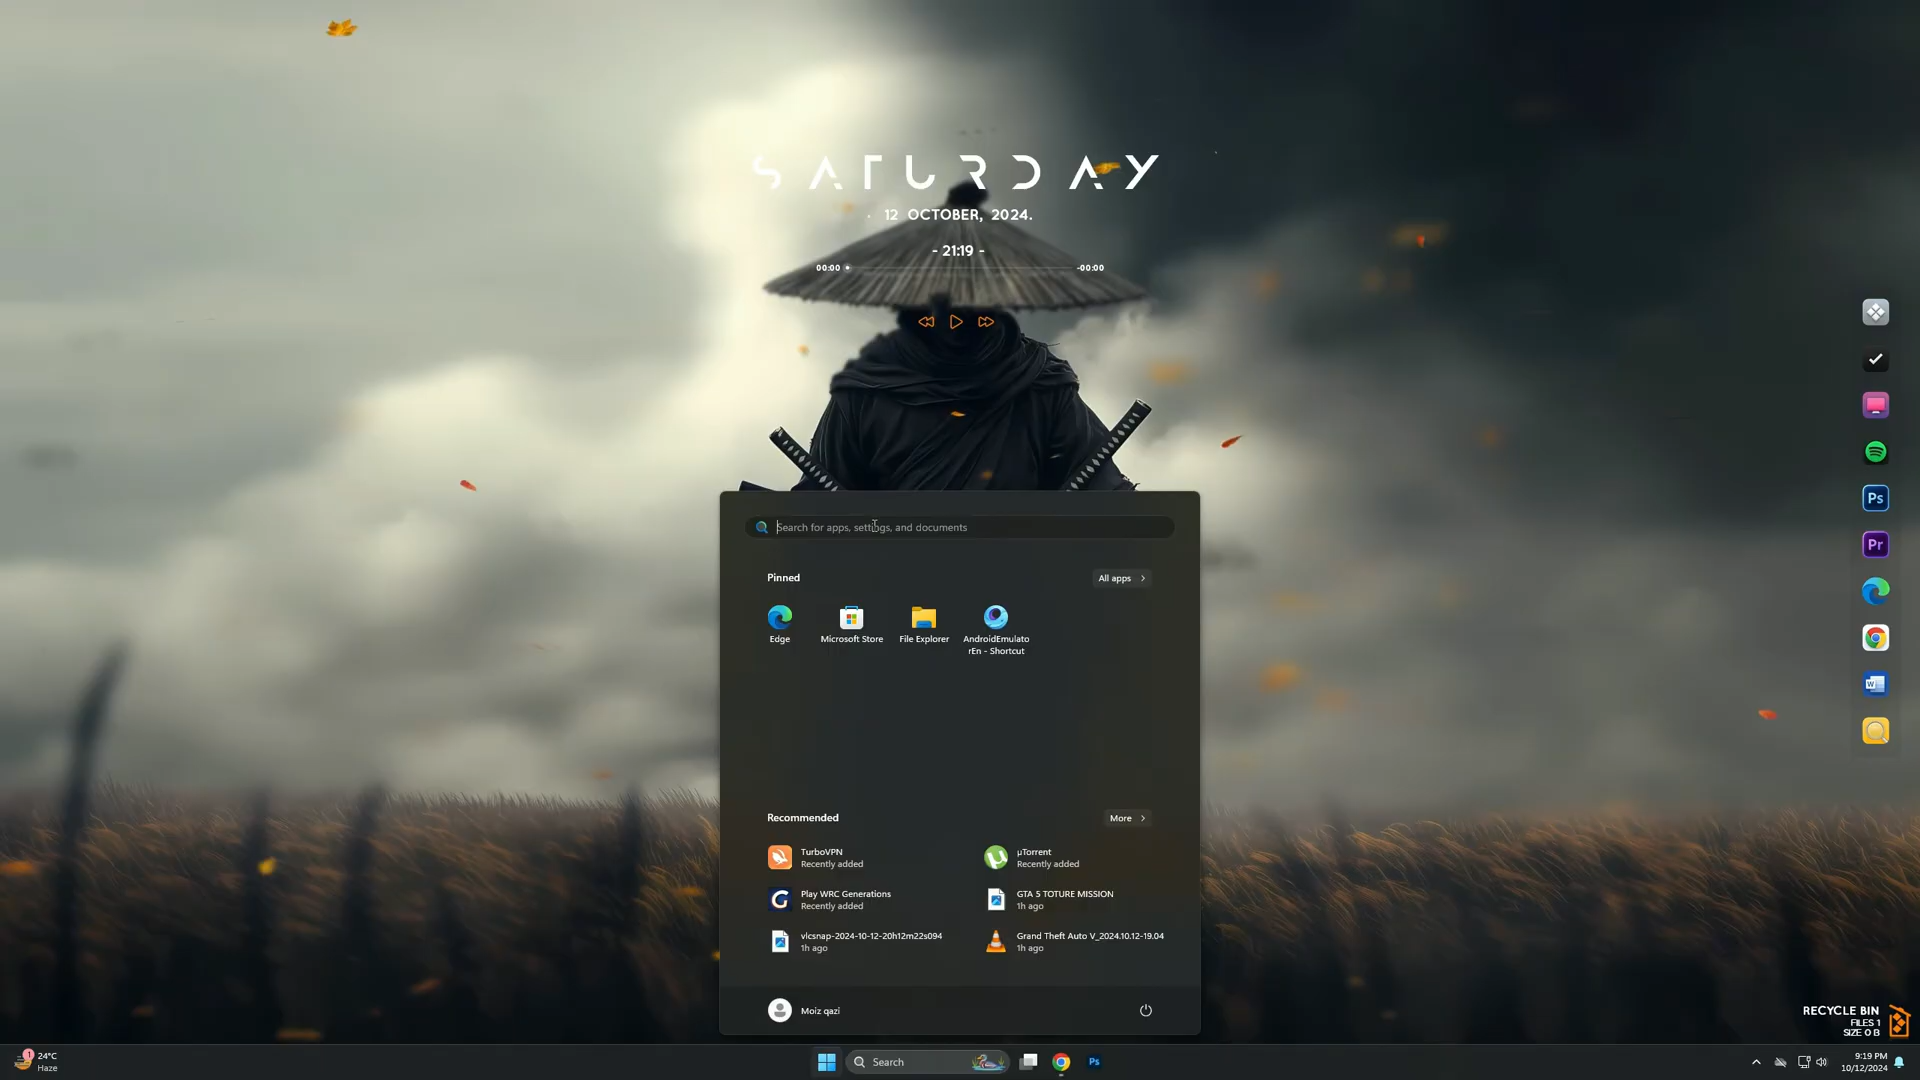 SATURDAY
12 OCTOBER, 2024.
- 21:19 -
00:00
-00:00
Search for apps, settings, and documents
Pinned
All apps
Edge
Microsoft Store
File Explorer
AndroidEmulato
rEn - Shortcut
Recommended
More
TurboVPN
Recently added
µTorrent
Recently added
Play WRC Generations
Recently added
GTA 5 TOTURE MISSION
1h ago
vlcsnap-2024-10-12-20h12m22s094
1h ago
Grand Theft Auto V_2024.10.12-19.04
1h ago
Moiz qazi
Ps
Pr
W
RECYCLE BIN
FILES 1
SIZE 0 B
1
24°C
Haze
Search
Ps
9:19 PM
10/12/2024